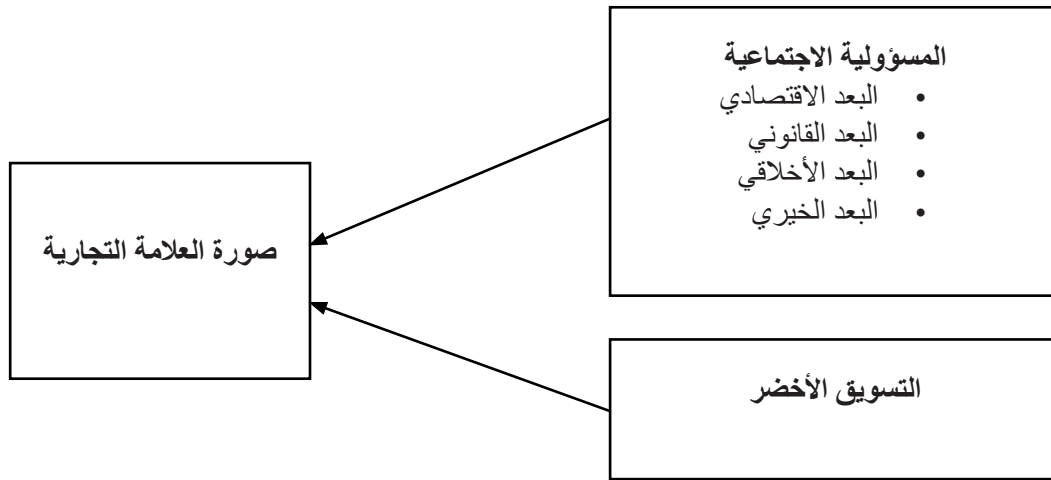 المسؤولية الاجتماعية
• البعد الاقتصادي
• البعد القانوني
• البعد الأخلاقي
• البعد الخيري
صورة العلامة التجارية
التسويق الأخضر